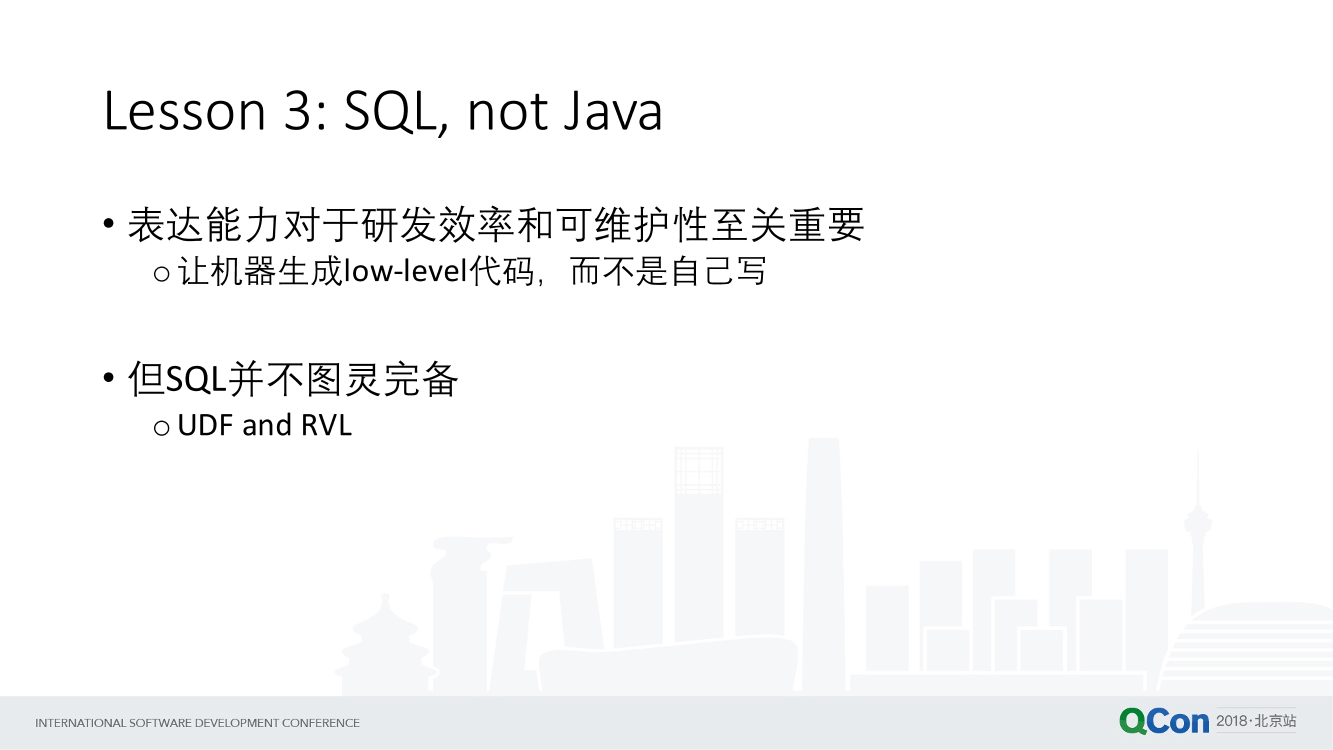 Lesson 3: SQL, not Java
• 表达能力对于研发效率和可维护性至关重要
o 让机器生成low-level代码，而不是自己写
• 但SQL并不图灵完备
o UDF and RVL
INTERNATIONAL SOFTWARE DEVELOPMENT CONFERENCE
QCon 2018·北京站